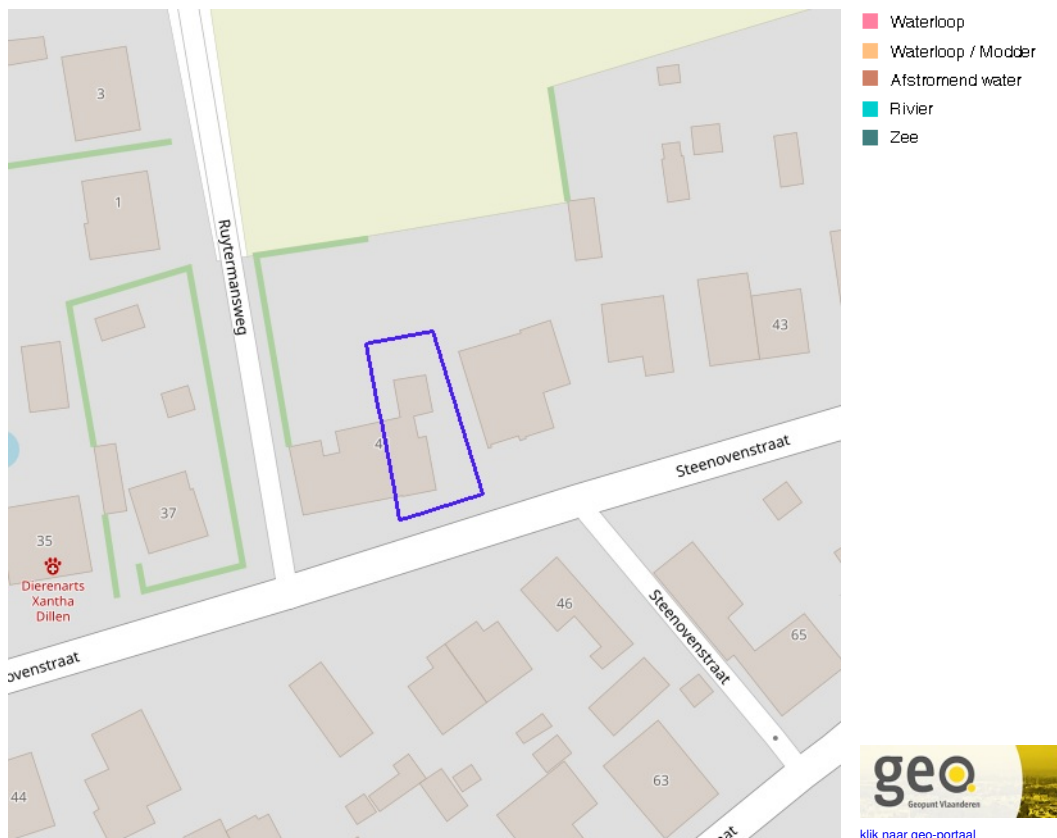 3
1
Ruytermansweg
43
4
Steenovenstraat
37
35
Dierenarts
Xantha
Dillen
46
Steenovenstraat
65
ovenstraat
63
44
aat
Waterloop
Waterloop / Modder
Afstromend water
Rivier
Zee
geo.
Geopunt Vlaanderen
klik naar geo-portaal